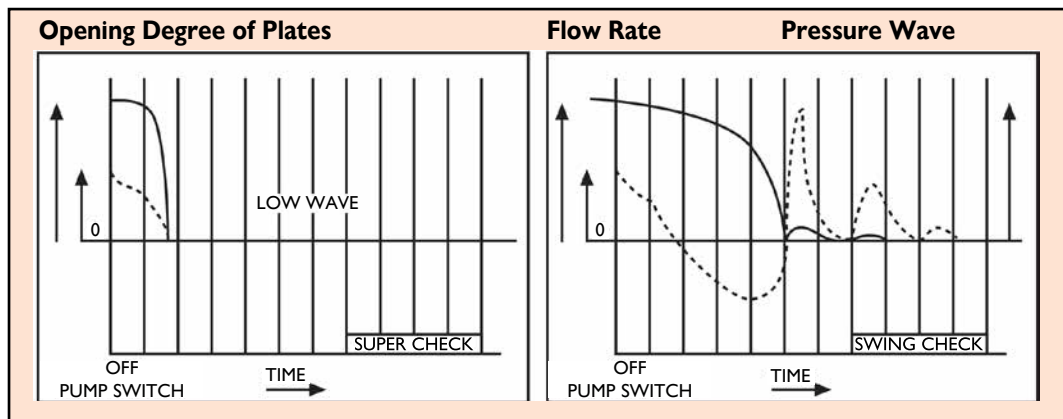 Opening Degree of Plates
Flow Rate
Pressure Wave
0
LOW WAVE
SUPER CHECK
OFF
PUMP SWITCH
TIME
0
SWING CHECK
OFF
PUMP SWITCH
TIME